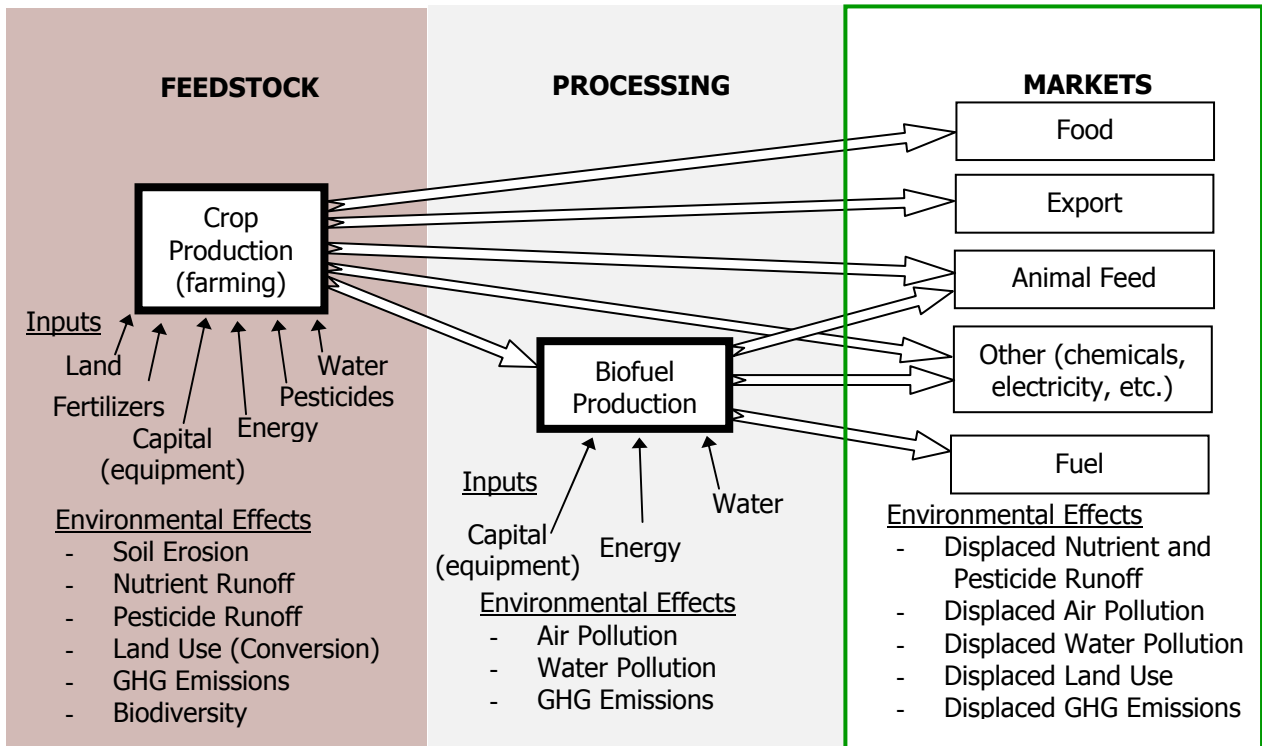 FEEDSTOCK
Crop
Production
(farming)
Inputs
Land
Fertilizers
Capital
(equipment)
Energy
Pesticides
Water
Environmental Effects
- Soil Erosion
- Nutrient Runoff
- Pesticide Runoff
- Land Use (Conversion)
- GHG Emissions
- Biodiversity
PROCESSING
Biofuel
Production
Inputs
Capital
(equipment)
Energy
Water
Environmental Effects
- Air Pollution
- Water Pollution
- GHG Emissions
MARKETS
Food
Export
Animal Feed
Other (chemicals,
electricity, etc.)
Fuel
Environmental Effects
- Displaced Nutrient and
Pesticide Runoff
- Displaced Air Pollution
- Displaced Water Pollution
- Displaced Land Use
- Displaced GHG Emissions